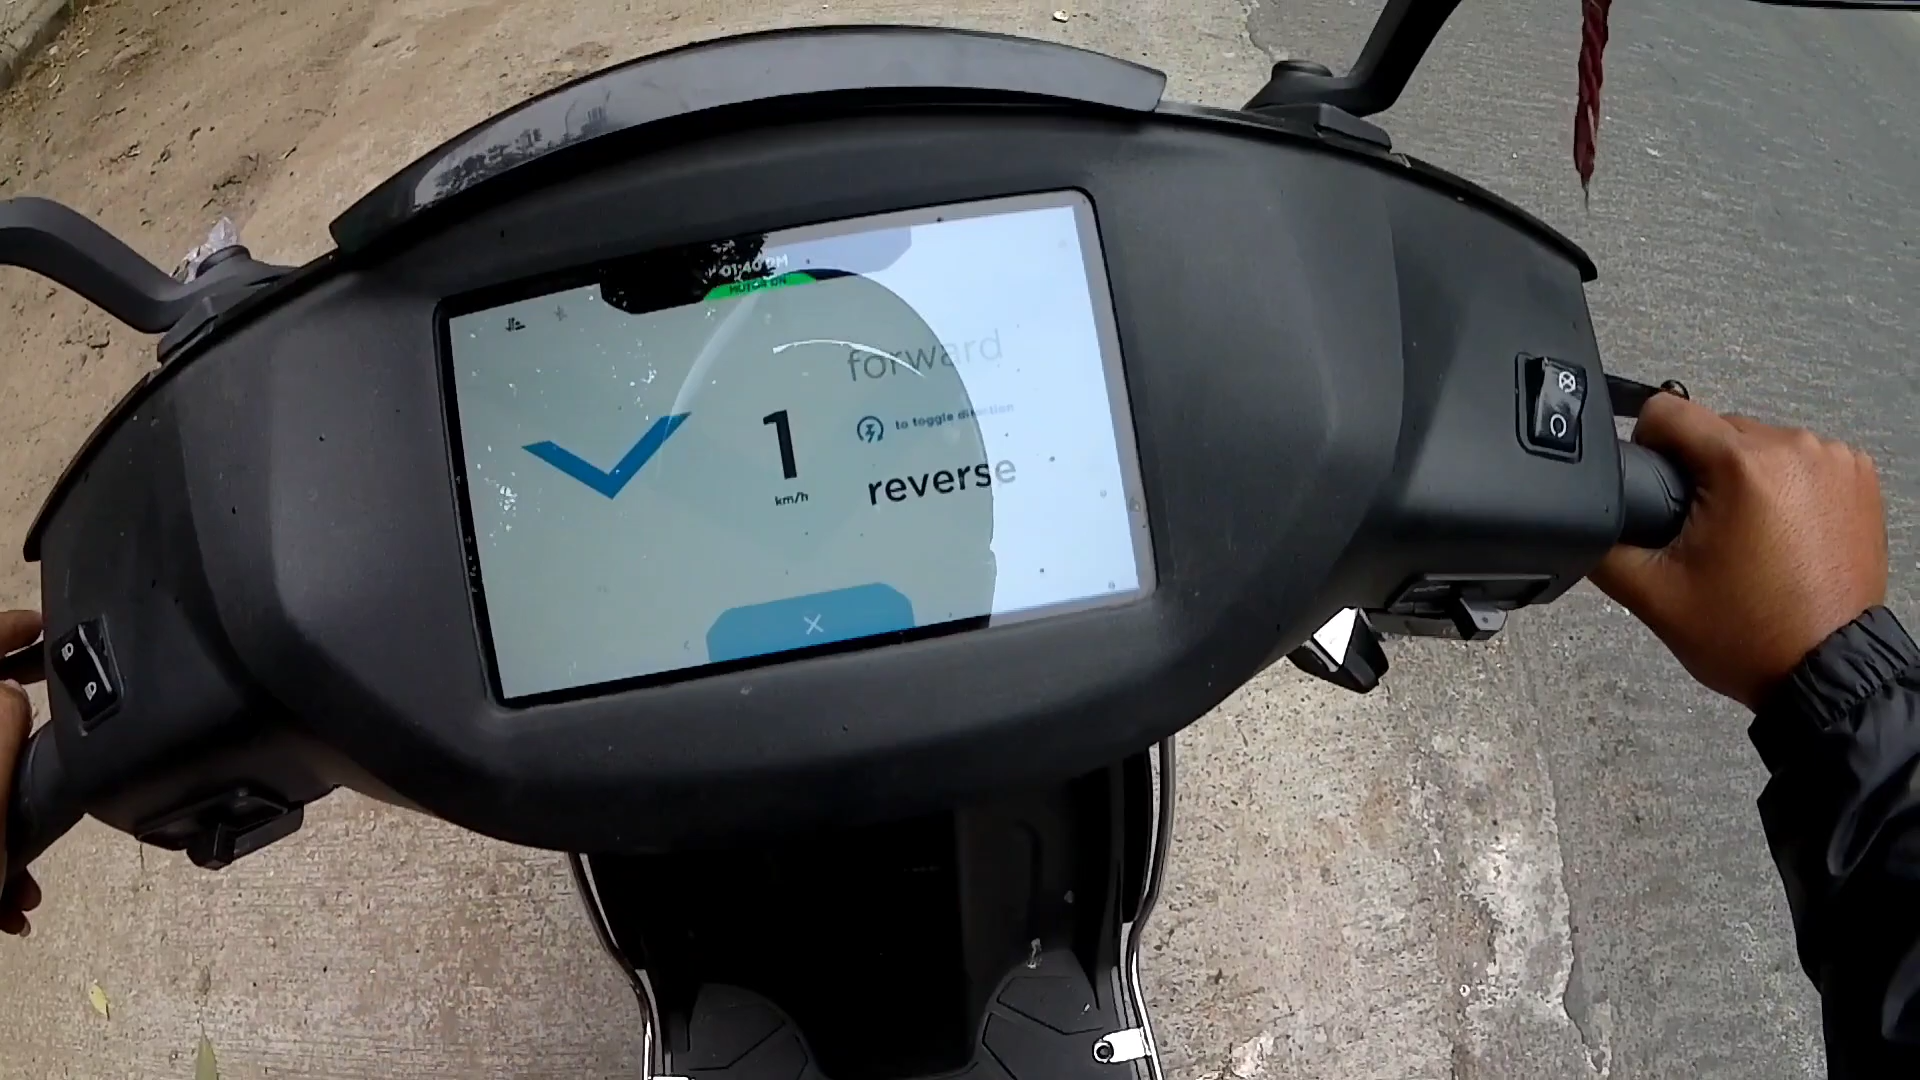 01:40 PM
MOTOR ON
forward
1
km/h
to toggle direction
reverse